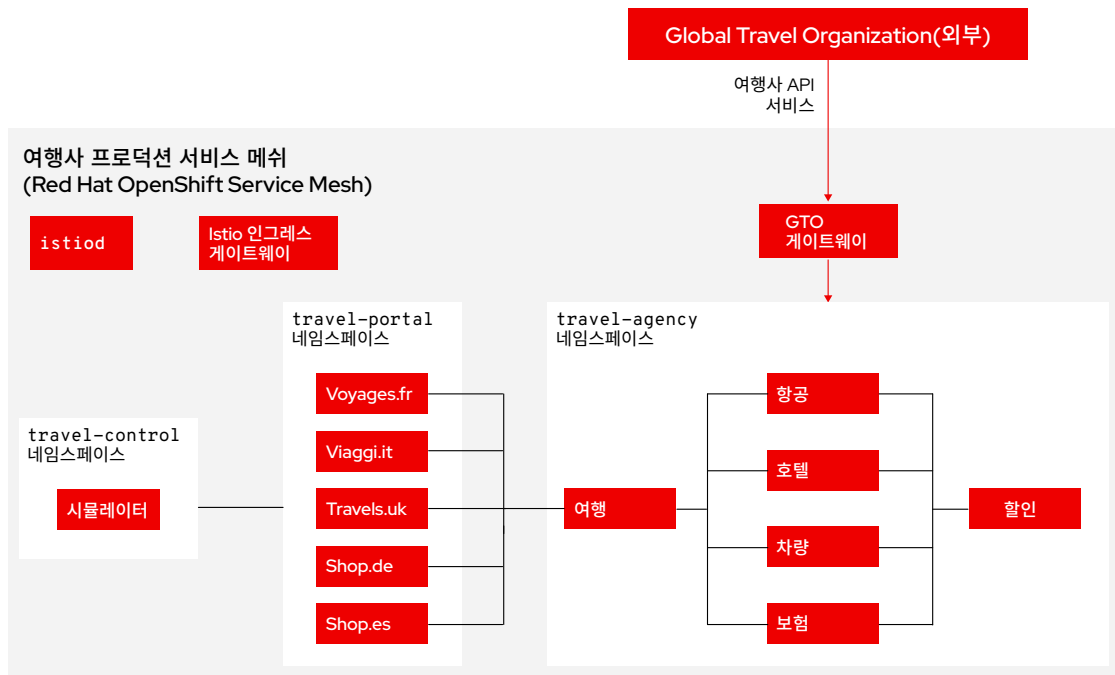 Global Travel Organization(외부)
여행사 API
서비스
여행사 프로덕션 서비스 메쉬
(Red Hat OpenShift Service Mesh)
istiod
Istio 인그레스
게이트웨이
GTO
게이트웨이
travel-portal
네임스페이스
travel-agency
네임스페이스
Voyages.fr
항공
travel-control
네임스페이스
Viaggi.it
호텔
시뮬레이터
Travels.uk
여행
할인
Shop.de
차량
Shop.es
보험